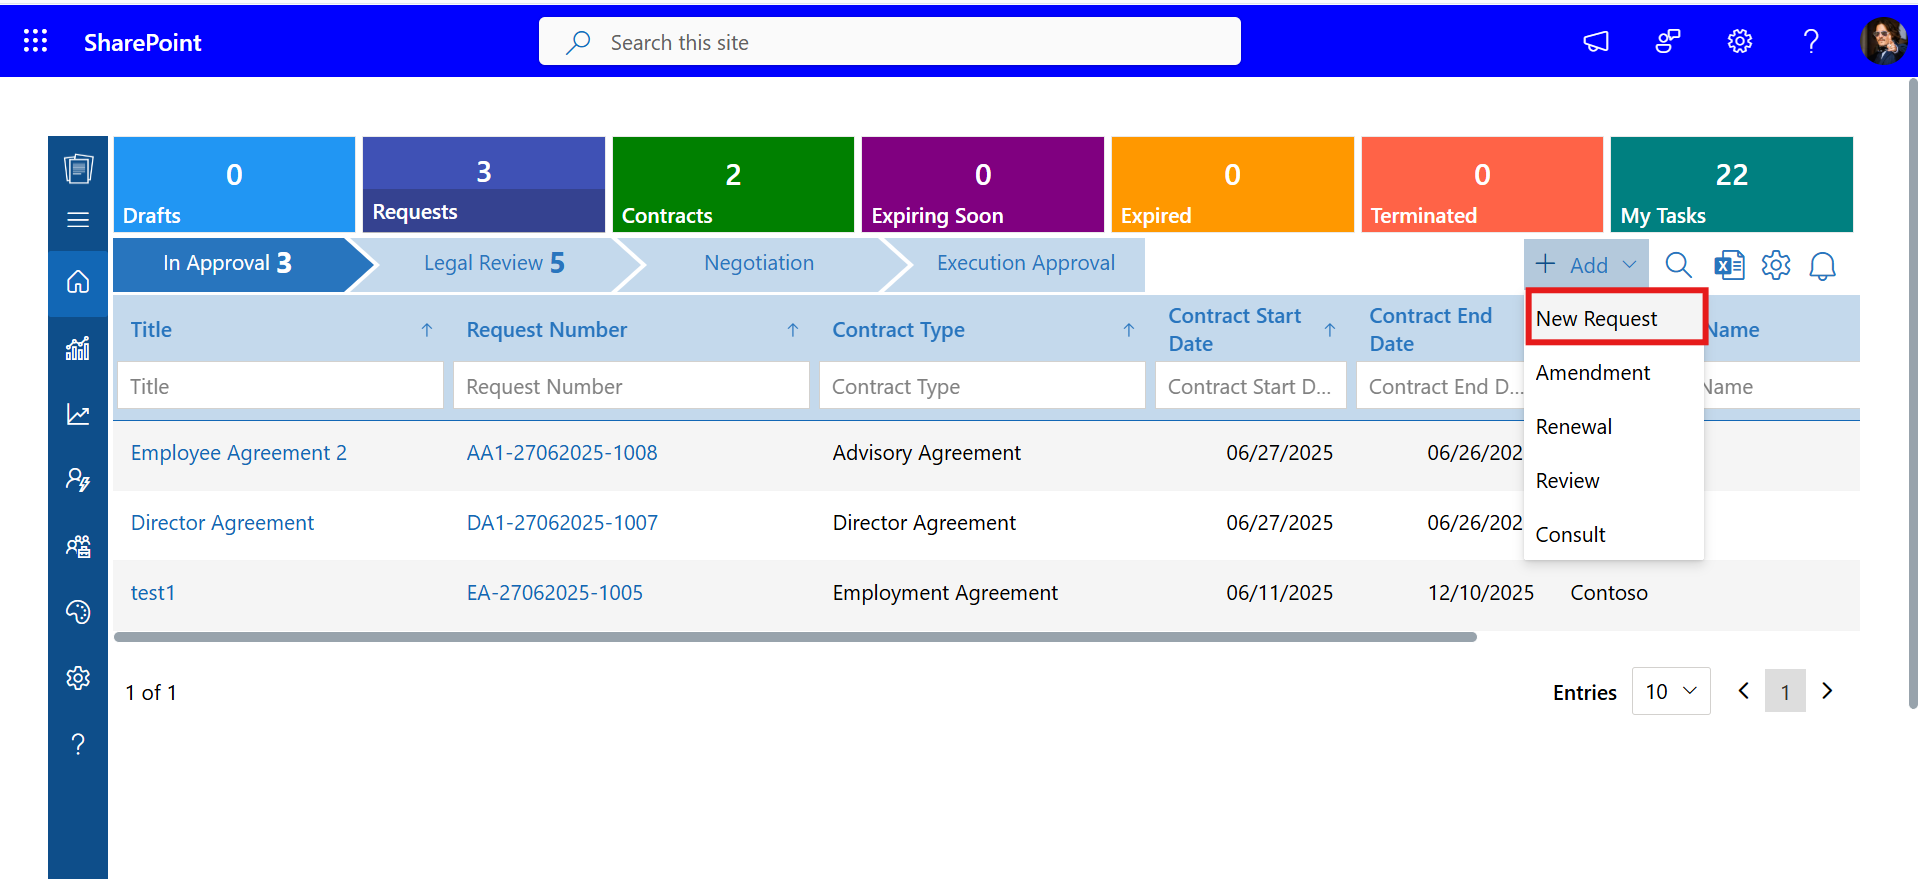 SharePoint
Search this site
0
Drafts
3
Requests
2
Contracts
0
Expiring Soon
0
Expired
0
Terminated
22
My Tasks
In Approval 3
Legal Review 5
Negotiation
Execution Approval
+ Add
New Request
Amendment
Renewal
Review
Consult
Title
Request Number
Contract Type
Contract Start Date
Contract End Date
Name
Title
Request Number
Contract Type
Contract Start D...
Contract End D...
Name
Employee Agreement 2
AA1-27062025-1008
Advisory Agreement
06/27/2025
06/26/202
Director Agreement
DA1-27062025-1007
Director Agreement
06/27/2025
06/26/202
test1
EA-27062025-1005
Employment Agreement
06/11/2025
12/10/2025
Contoso
1 of 1
Entries
10
1